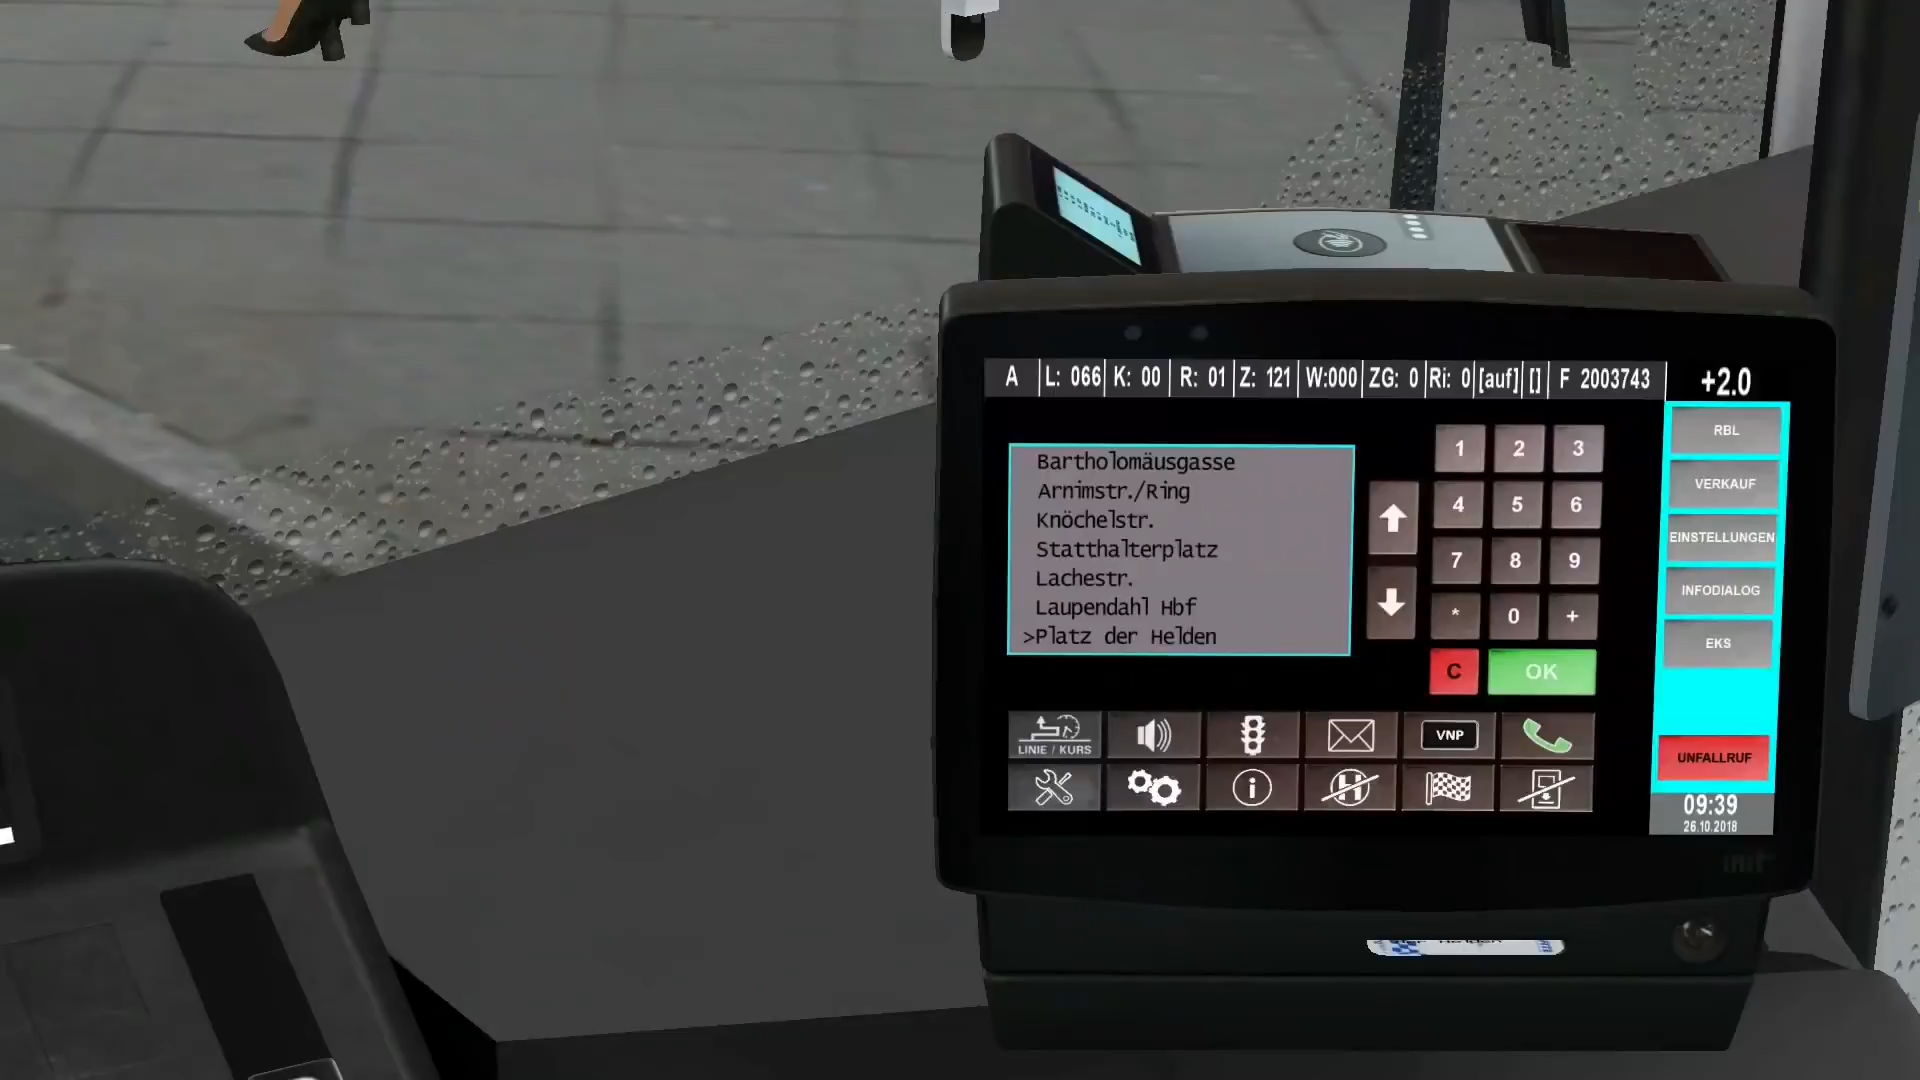 A L: 066 K: 00 R: 01 Z: 121 W:000 ZG: 0 Ri: 0 [auf] [] F 2003743 +2.0
Bartholomäusgasse
Arnimstr./Ring
Knöchelstr.
Statthalterplatz
Lachestr.
Laupendahl Hbf
>Platz der Helden
1 2 3
4 5 6
7 8 9
* 0 +
C OK
RBL
VERKAUF
EINSTELLUNGEN
INFODIALOG
EKS
UNFALLRUF
09:39
26.10.2018
LINIE / KURS
VNP
init